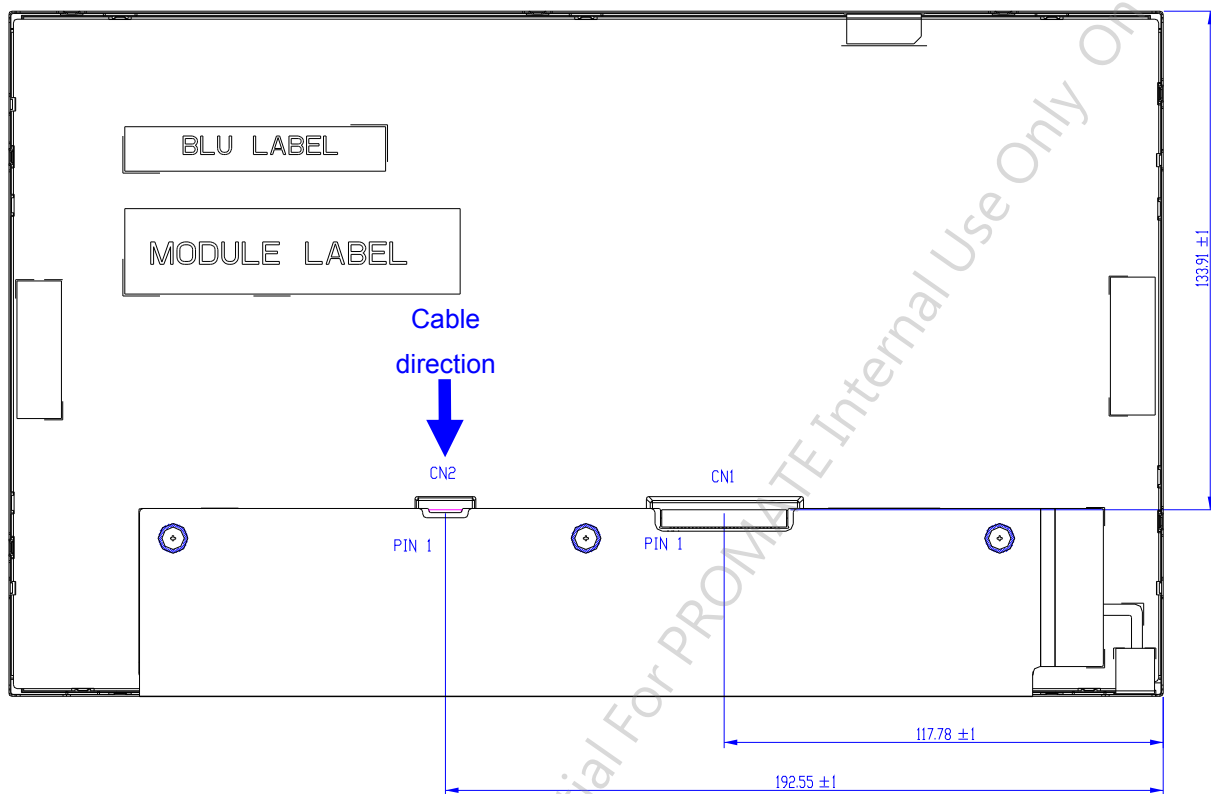 BLU LABEL
MODULE LABEL
Cable
direction
CN2
CN1
PIN 1
PIN 1
133.91 ±1
117.78 ±1
192.55 ±1
For PROMATE Internal Use Only